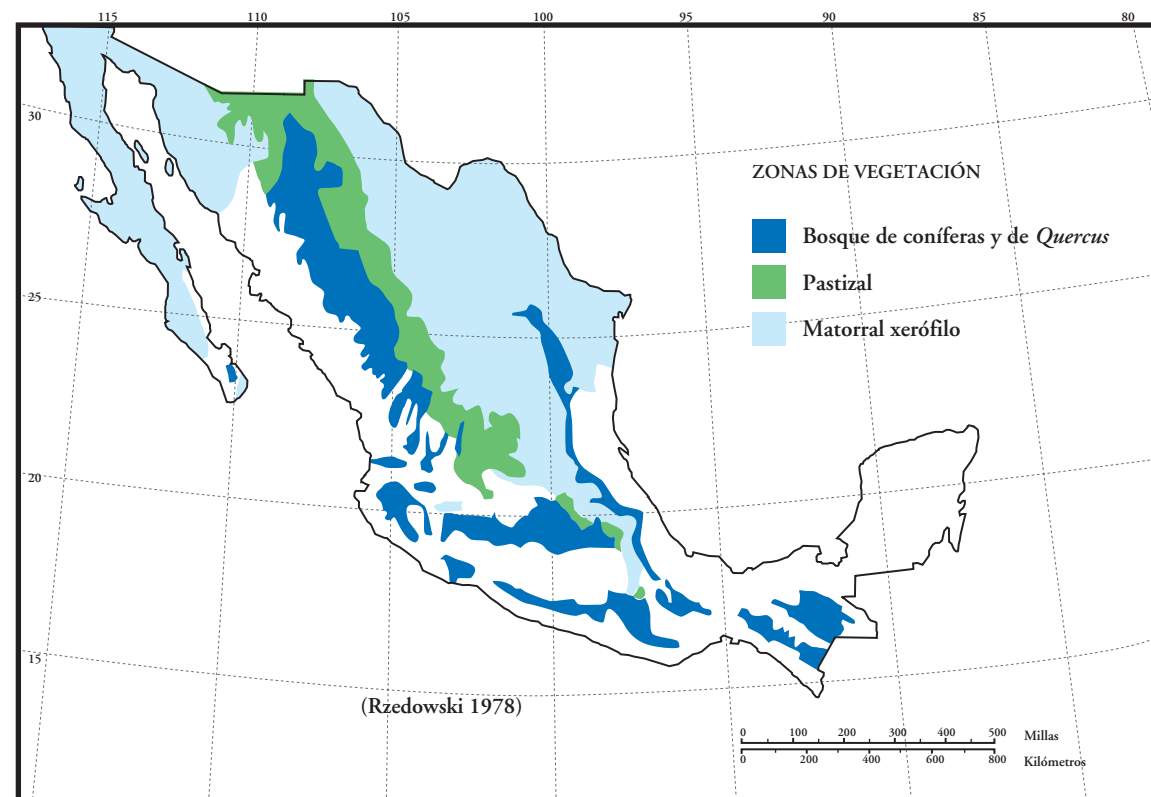 115 110 105 100 95 90 85 80
30
ZONAS DE VEGETACIÓN
Bosque de coníferas y de Quercus
Pastizal
25
Matorral xerófilo
20
15
(Rzedowski 1978)
0 100 200 300 400 500 Millas
0 200 400 600 800 Kilómetros